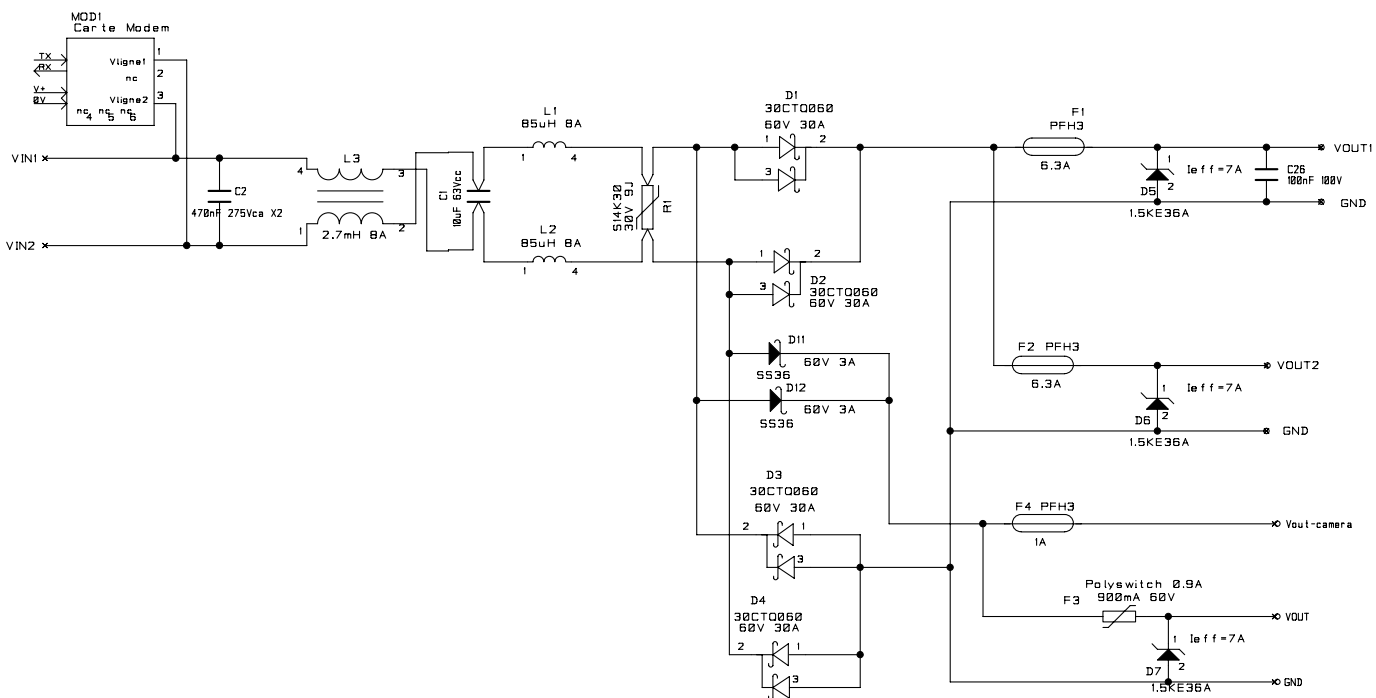 MOD1
Carte Modem
TX
RX
V+
0V
Vligne1
nc
Vligne2
nc nc nc
4 5 6
1
2
3
VIN1
VIN2
C2
470nF 275Vca X2
L3
4
3
1
2
2.7mH 8A
C1
10uF 63Vcc
L1
85uH 8A
1
4
L2
85uH 8A
1
4
S14K30
30V 9J
R1
D1
30CTQ060
60V 30A
1
2
3
1
2
3
D2
30CTQ060
60V 30A
D11
60V 3A
SS36
D12
60V 3A
SS36
D3
30CTQ060
60V 30A
2
1
3
D4
30CTQ060
60V 30A
2
1
3
F1
PFH3
6.3A
1
2
D5
1.5KE36A
Ieff=7A
C26
100nF 100V
VOUT1
GND
F2 PFH3
6.3A
1
2
D6
1.5KE36A
Ieff=7A
VOUT2
GND
F4 PFH3
1A
Vout-camera
Polyswitch 0.9A
900mA 60V
F3
VOUT
1
2
Ieff=7A
D7
1.5KE36A
GND